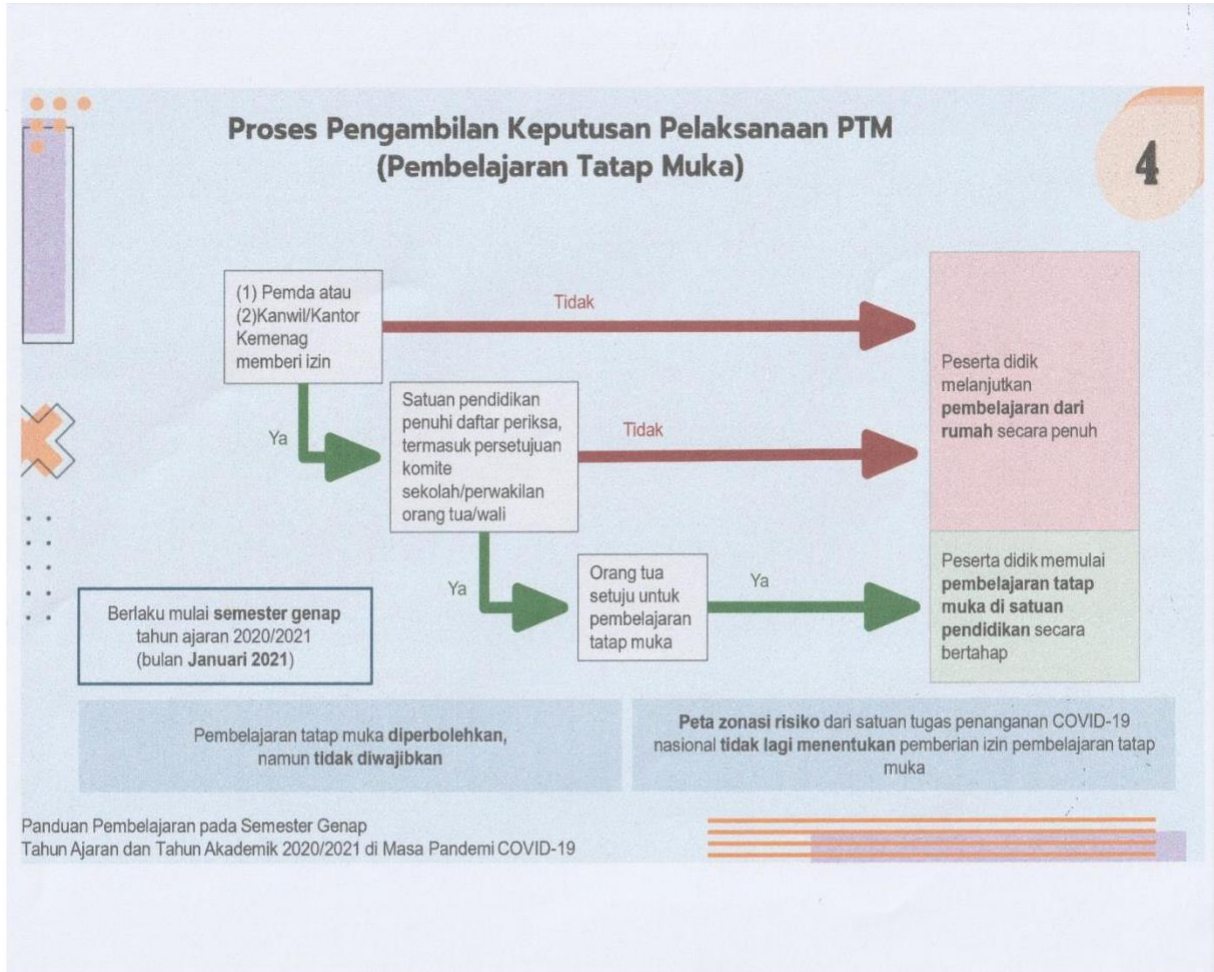 Proses Pengambilan Keputusan Pelaksanaan PTM
(Pembelajaran Tatap Muka)
4
(1) Pemda atau
(2)Kanwil/Kantor
Kemenag
memberi izin
Tidak
Ya
Satuan pendidikan
penuhi daftar periksa,
termasuk persetujuan
komite
sekolah/perwakilan
orang tua/wali
Tidak
Peserta didik
melanjutkan
pembelajaran dari
rumah secara penuh
Ya
Orang tua
setuju untuk
pembelajaran
tatap muka
Ya
Peserta didik memulai
pembelajaran tatap
muka di satuan
pendidikan secara
bertahap
Berlaku mulai semester genap
tahun ajaran 2020/2021
(bulan Januari 2021)
Pembelajaran tatap muka diperbolehkan,
namun tidak diwajibkan
Peta zonasi risiko dari satuan tugas penanganan COVID-19
nasional tidak lagi menentukan pemberian izin pembelajaran tatap
muka
Panduan Pembelajaran pada Semester Genap
Tahun Ajaran dan Tahun Akademik 2020/2021 di Masa Pandemi COVID-19